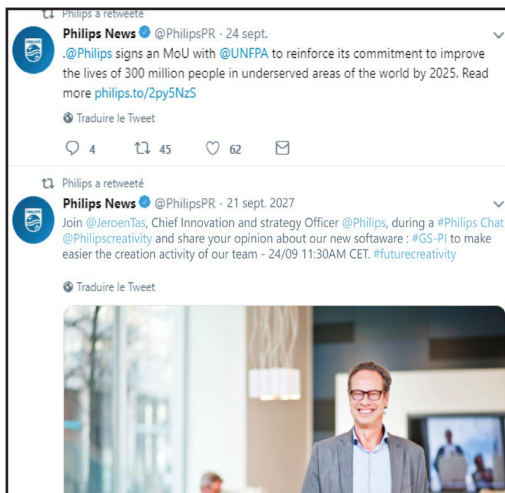 Philips a retweeté
Philips News @PhilipsPR · 24 sept.
.@Philips signs an MoU with @UNFPA to reinforce its commitment to improve
the lives of 300 million people in underserved areas of the world by 2025. Read
more philips.to/2py5NzS
Traduire le Tweet
4 45 62
Philips a retweeté
Philips News @PhilipsPR · 21 sept. 2027
Join @JeroenTas, Chief Innovation and strategy Officer @Philips, during a #Philips Chat
@Philipscreativity and share your opinion about our new softaware : #GS-PI to make
easier the creation activity of our team - 24/09 11:30AM CET. #futurecreativity
Traduire le Tweet